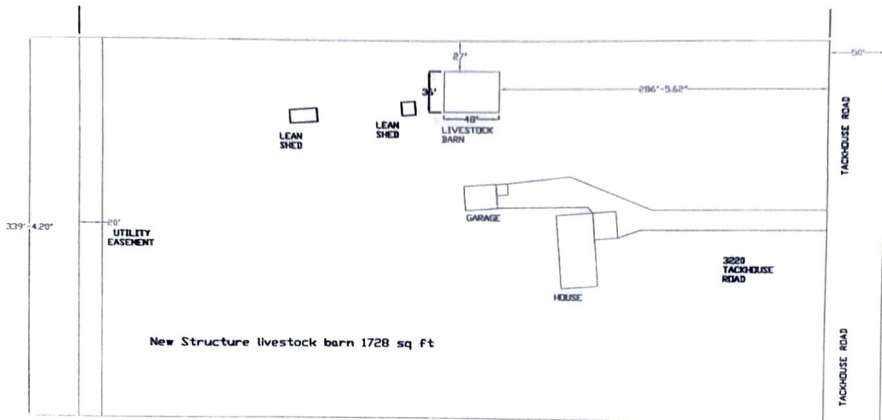 27'
50'
286'-5.62"
36'
48'
LIVESTOCK
BARN
LEAN
SHED
LEAN
SHED
TACKHOUSE ROAD
GARAGE
339'-4.20"
20'
UTILITY
EASEMENT
3220
TACKHOUSE
ROAD
HOUSE
New Structure livestock barn 1728 sq ft
TACKHOUSE ROAD